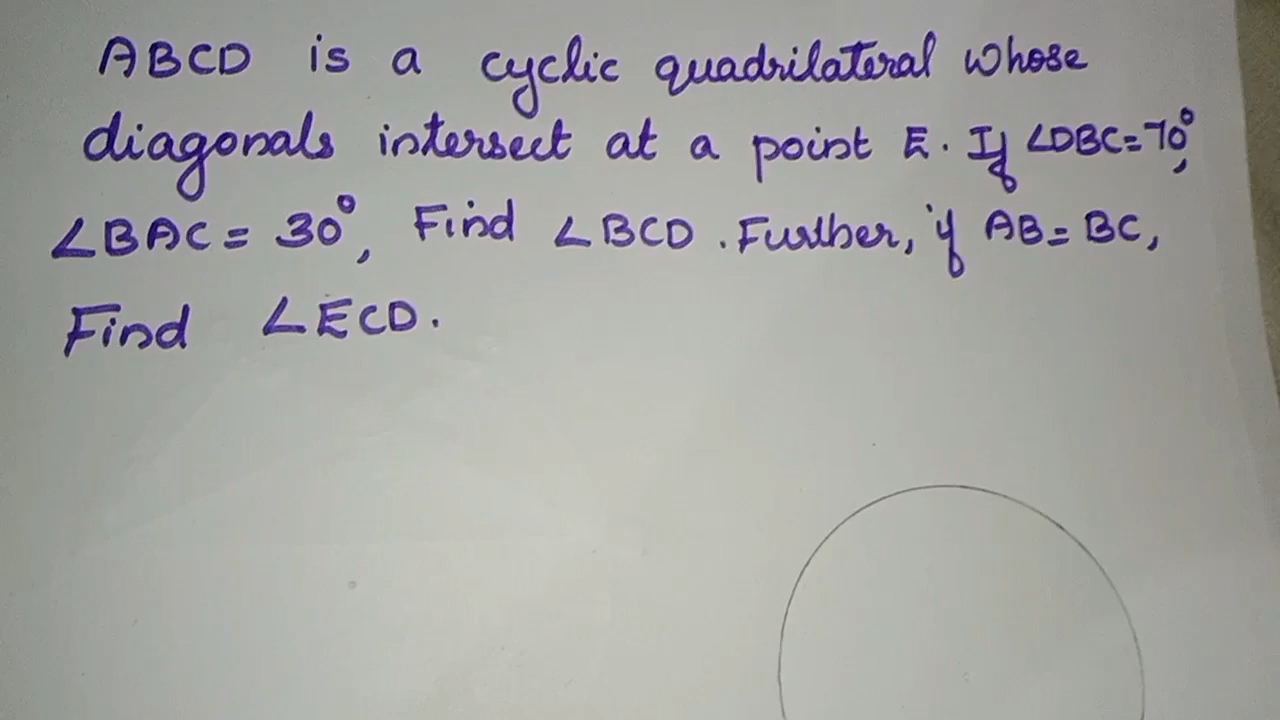 ABCD is a cyclic quadrilateral whose
diagonals intersect at a point E. If ∠DBC=70°,
∠BAC = 30°, Find ∠BCD. Further, if AB=BC,
Find ∠ECD.